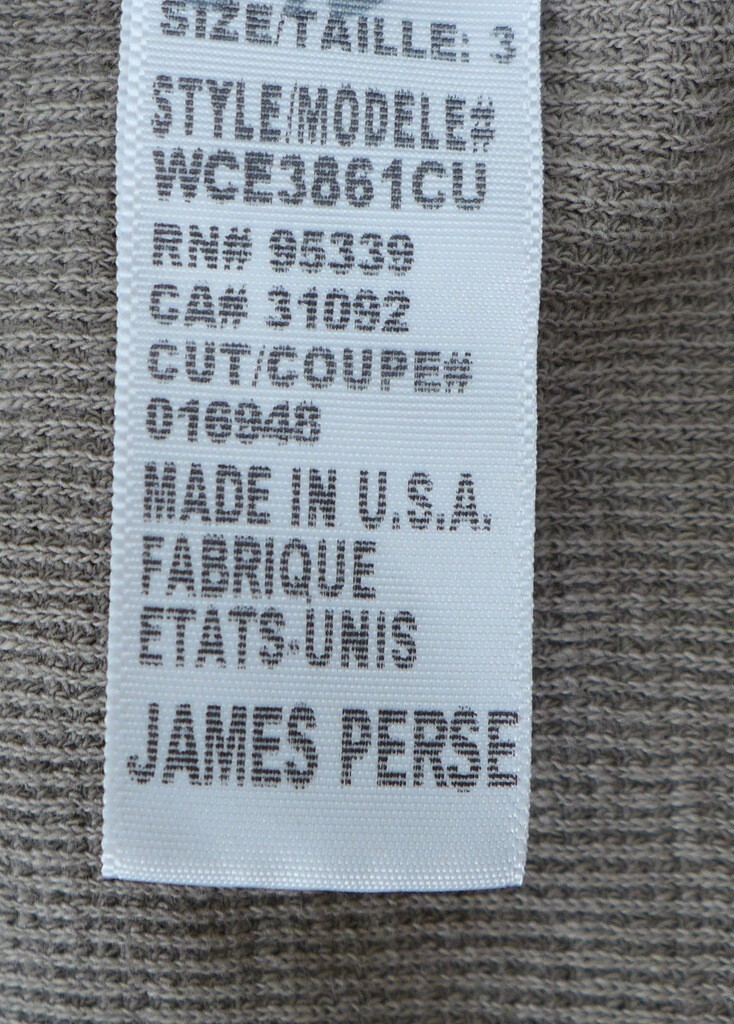 SIZE/TAILLE: 3
STYLE/MODELE#
WCE3861CU
RN# 95339
CA# 31092
CUT/COUPE#
016948
MADE IN U.S.A.
FABRIQUE
ETATS-UNIS
JAMES PERSE